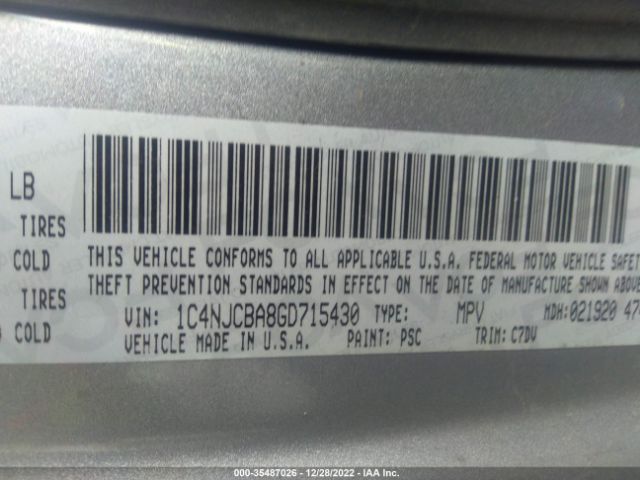 LB
TIRES
COLD
TIRES
COLD
THIS VEHICLE CONFORMS TO ALL APPLICABLE U.S.A. FEDERAL MOTOR VEHICLE SAFET
THEFT PREVENTION STANDARDS IN EFFECT ON THE DATE OF MANUFACTURE SHOWN ABOVE
VIN: 1C4NJCBA8GD715430 TYPE: MPV MDH:021920 474
VEHICLE MADE IN U.S.A. PAINT: PSC TRIM: C7DV
000-35487026 - 12/28/2022 - IAA Inc.